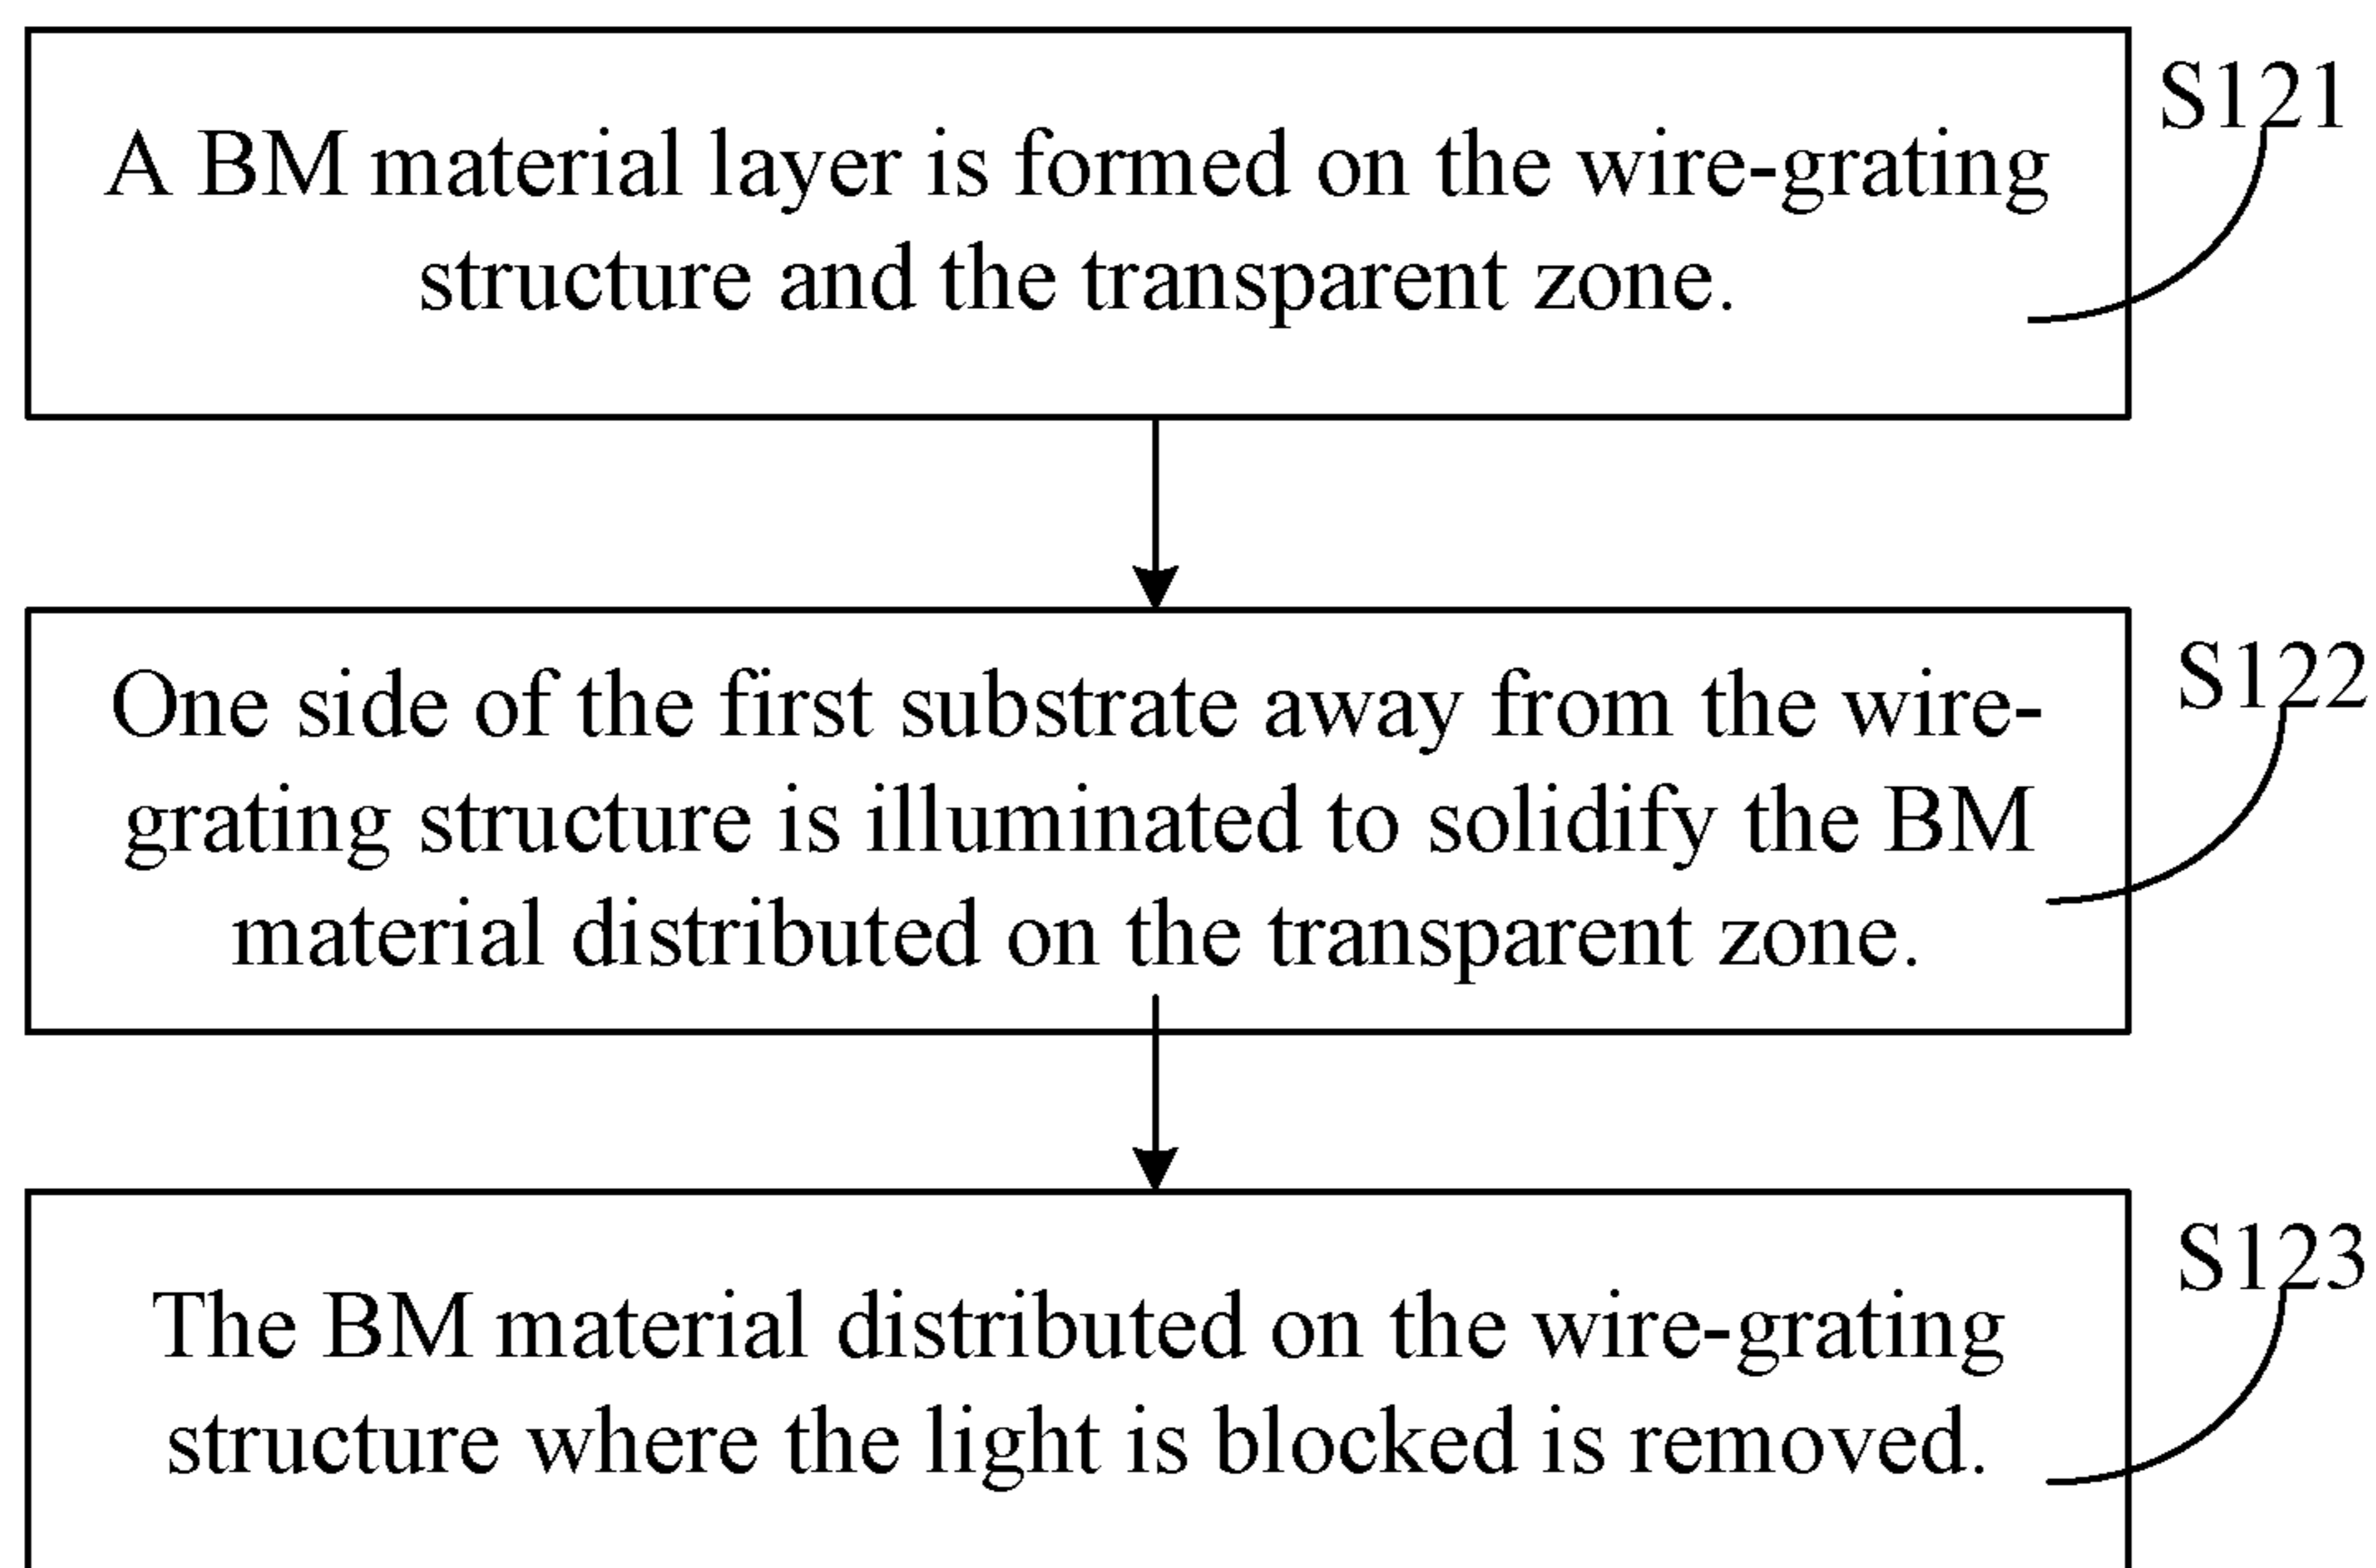 A BM material layer is formed on the wire-grating
structure and the transparent zone.
S121
One side of the first substrate away from the wire-
grating structure is illuminated to solidify the BM
material distributed on the transparent zone.
S122
The BM material distributed on the wire-grating
structure where the light is blocked is removed.
S123